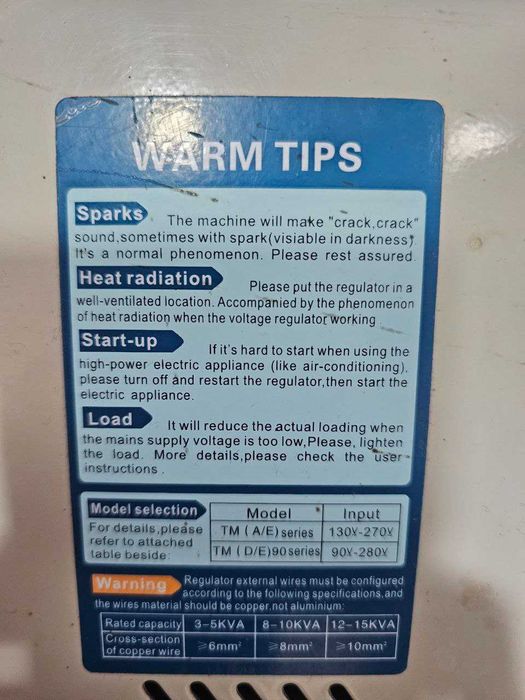 WARM TIPS
Sparks The machine will make "crack,crack"
sound,sometimes with spark(visiable in darkness).
It's a normal phenomenon. Please rest assured.
Heat radiation Please put the regulator in a
well-ventilated location. Accompanied by the phenomenon
of heat radiation when the voltage regulator working.
Start-up If it's hard to start when using the
high-power electric appliance (like air-conditioning).
please turn off and restart the regulator,then start the
electric appliance.
Load It will reduce the actual loading when
the mains supply voltage is too low,Please, lighten
the load. More details,please check the user
instructions.
Model selection Model Input
For details,please TM (A/E) series 130V-270V
refer to attached
table beside: TM (D/E)90series 90V-280V
Warning Regulator external wires must be configured
according to the following specifications,and
the wires material should be copper,not aluminium:
Rated capacity 3-5KVA 8-10KVA 12-15KVA
Cross-section
of copper wire ≥6mm² ≥8mm² ≥10mm²